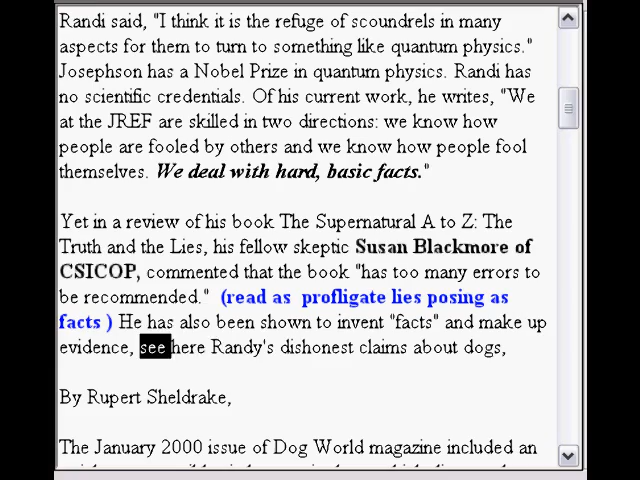 Randi said, "I think it is the refuge of scoundrels in many
aspects for them to turn to something like quantum physics."
Josephson has a Nobel Prize in quantum physics. Randi has
no scientific credentials. Of his current work, he writes, "We
at the JREF are skilled in two directions: we know how
people are fooled by others and we know how people fool
themselves. We deal with hard, basic facts."
Yet in a review of his book The Supernatural A to Z: The
Truth and the Lies, his fellow skeptic Susan Blackmore of
CSICOP, commented that the book "has too many errors to
be recommended." (read as profligate lies posing as
facts ) He has also been shown to invent "facts" and make up
evidence, see here Randy's dishonest claims about dogs,
By Rupert Sheldrake,
The January 2000 issue of Dog World magazine included an